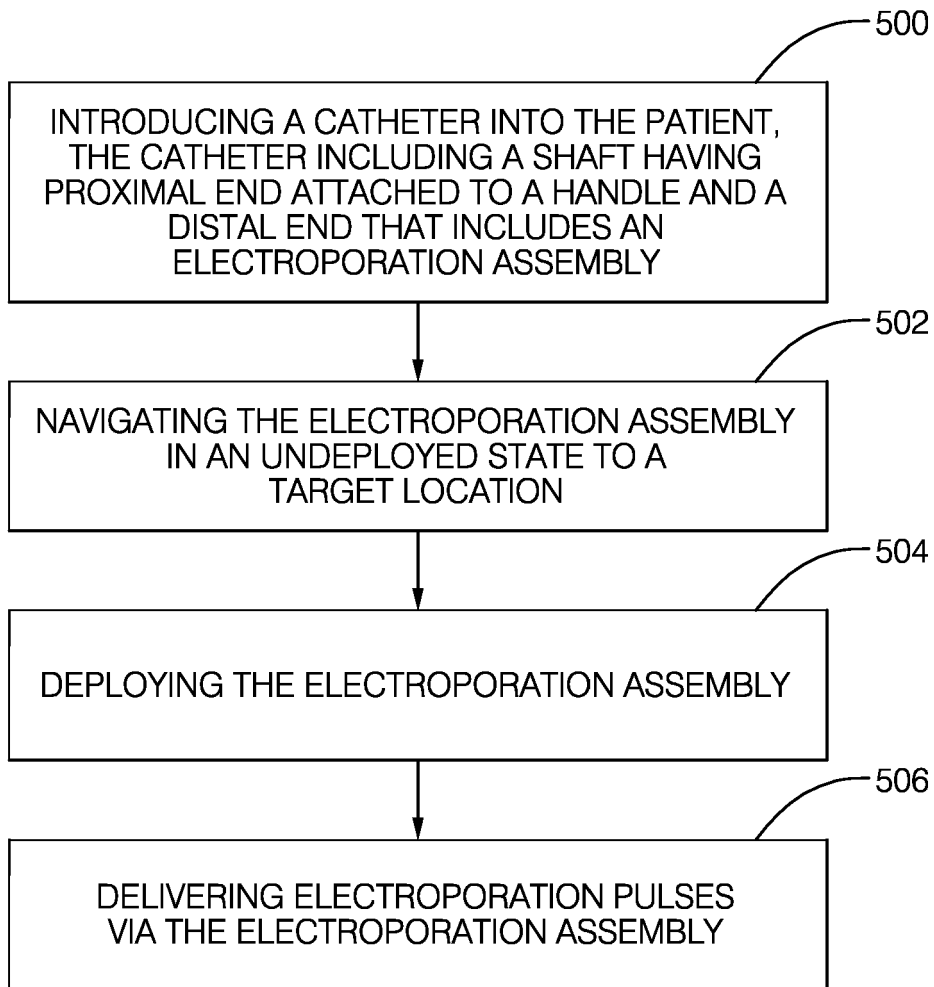 500
INTRODUCING A CATHETER INTO THE PATIENT,
THE CATHETER INCLUDING A SHAFT HAVING
PROXIMAL END ATTACHED TO A HANDLE AND A
DISTAL END THAT INCLUDES AN
ELECTROPORATION ASSEMBLY
502
NAVIGATING THE ELECTROPORATION ASSEMBLY
IN AN UNDEPLOYED STATE TO A
TARGET LOCATION
504
DEPLOYING THE ELECTROPORATION ASSEMBLY
506
DELIVERING ELECTROPORATION PULSES
VIA THE ELECTROPORATION ASSEMBLY